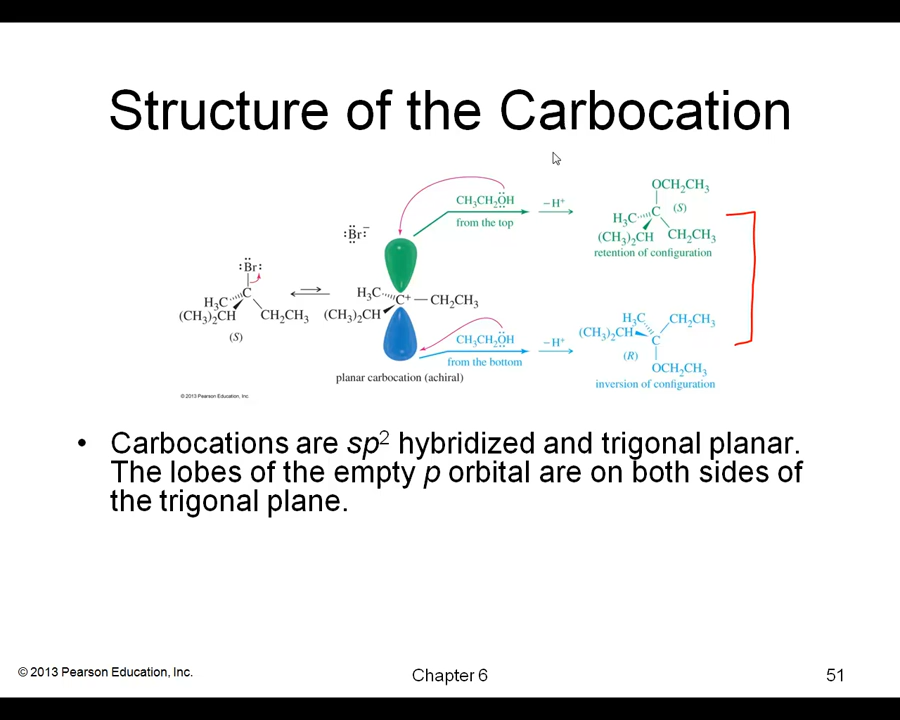 Structure of the Carbocation
:B̈r:⁻
CH₃CH₂ÖH
from the top
−H⁺
OCH₂CH₃
H₃C
C
(S)
(CH₃)₂CH
CH₂CH₃
retention of configuration
:B̈r:
C
H₃C
(CH₃)₂CH
CH₂CH₃
(S)
H₃C
C⁺
CH₂CH₃
(CH₃)₂CH
CH₃CH₂ÖH
from the bottom
−H⁺
H₃C
CH₂CH₃
(CH₃)₂CH
C
(R)
OCH₂CH₃
inversion of configuration
planar carbocation (achiral)
© 2013 Pearson Education, Inc.
• Carbocations are sp² hybridized and trigonal planar.
The lobes of the empty p orbital are on both sides of
the trigonal plane.
© 2013 Pearson Education, Inc.
Chapter 6
51